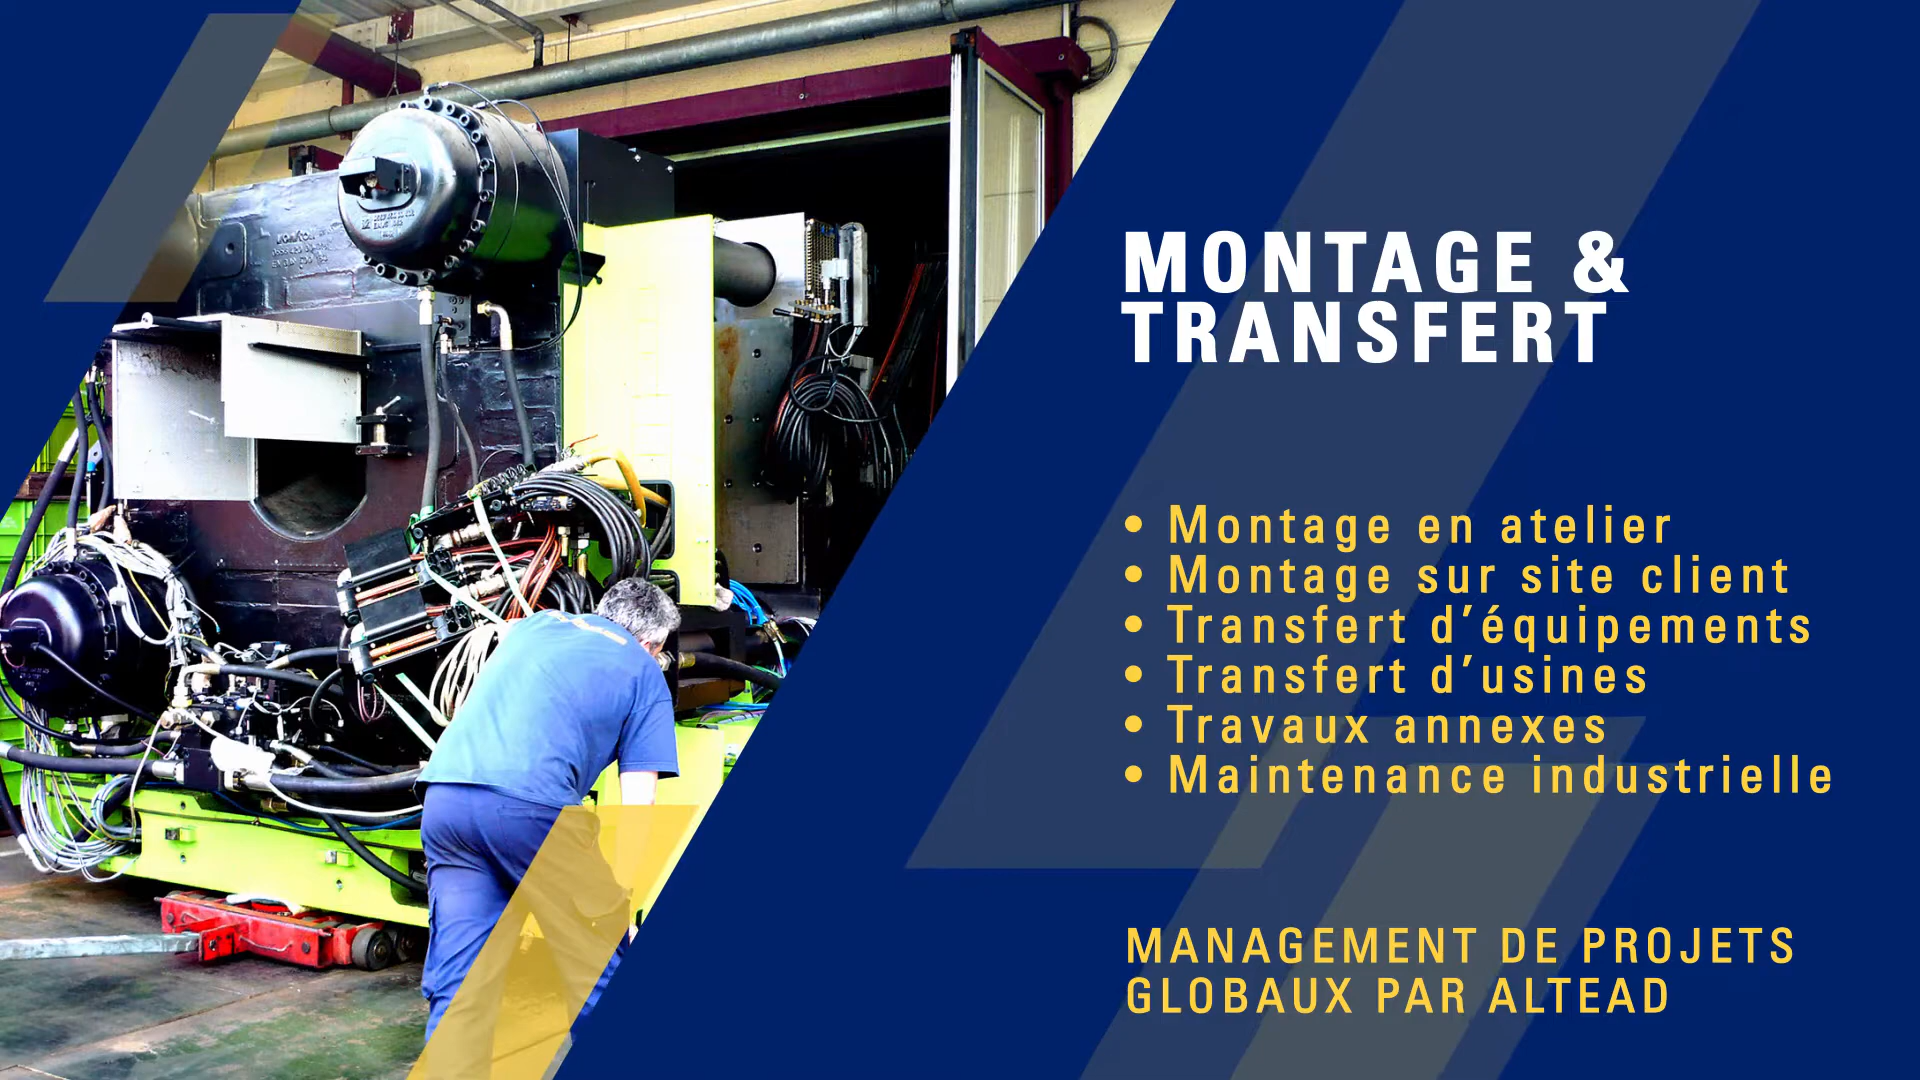 MONTAGE &
TRANSFERT
• Montage en atelier
• Montage sur site client
• Transfert d’équipements
• Transfert d’usines
• Travaux annexes
• Maintenance industrielle
MANAGEMENT DE PROJETS
GLOBAUX PAR ALTEAD